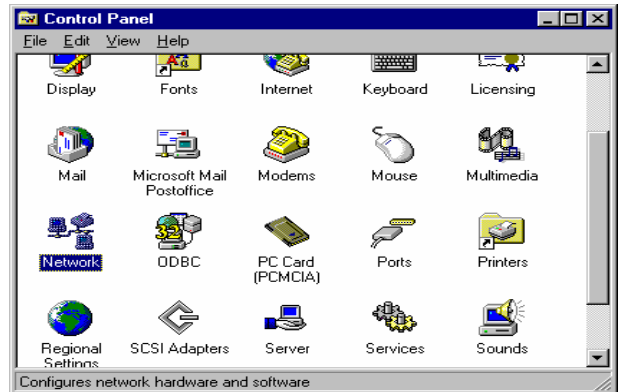 Control Panel
File Edit View Help
Display Fonts Internet Keyboard Licensing
Mail Microsoft Mail Postoffice Modems Mouse Multimedia
Network ODBC PC Card (PCMCIA) Ports Printers
Regional Settings SCSI Adapters Server Services Sounds
Configures network hardware and software